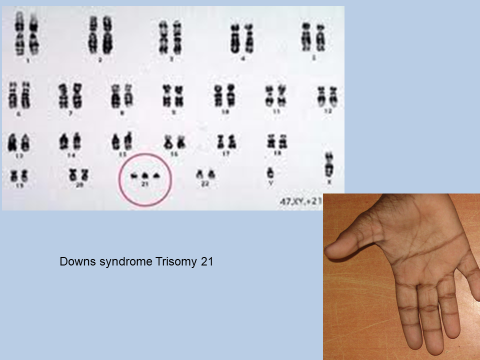 1 2 3 4 5
6 7 8 9 10 11 12
13 14 15 16 17 18
19 20 21 22 Y X
47,XY,+21
Downs syndrome Trisomy 21